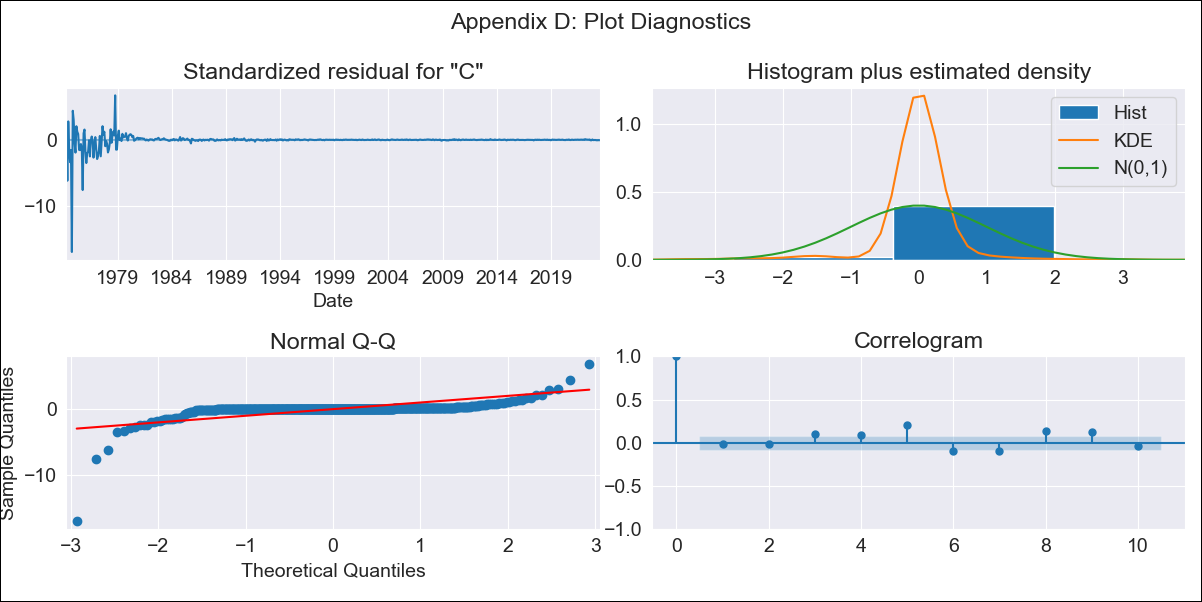 Appendix D: Plot Diagnostics
Standardized residual for "C"
0
−10
1979 1984 1989 1994 1999 2004 2009 2014 2019
Date
Histogram plus estimated density
Hist
KDE
N(0,1)
1.0
0.5
0.0
−3 −2 −1 0 1 2 3
Normal Q-Q
Sample Quantiles
0
−10
−3 −2 −1 0 1 2 3
Theoretical Quantiles
Correlogram
1.0
0.5
0.0
−0.5
−1.0
0 2 4 6 8 10